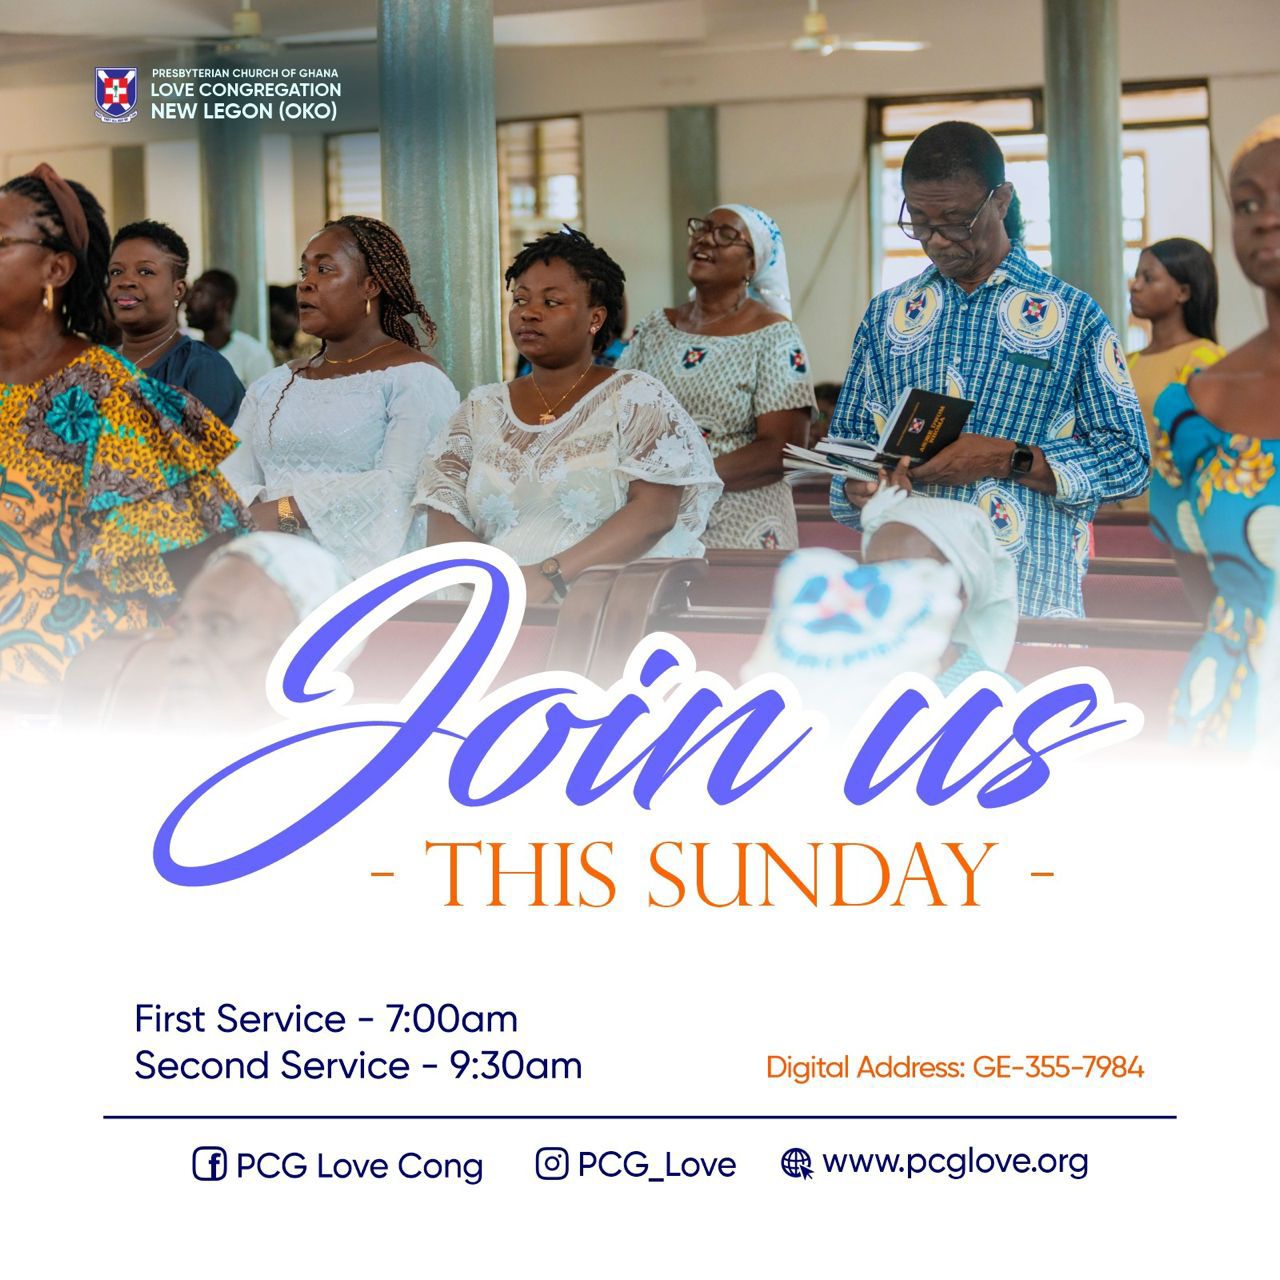 PRESBYTERIAN CHURCH OF GHANA
LOVE CONGREGATION
NEW LEGON (OKO)
Join us
- THIS SUNDAY -
First Service - 7:00am
Second Service - 9:30am
Digital Address: GE-355-7984
PCG Love Cong
PCG_Love
www.pcglove.org